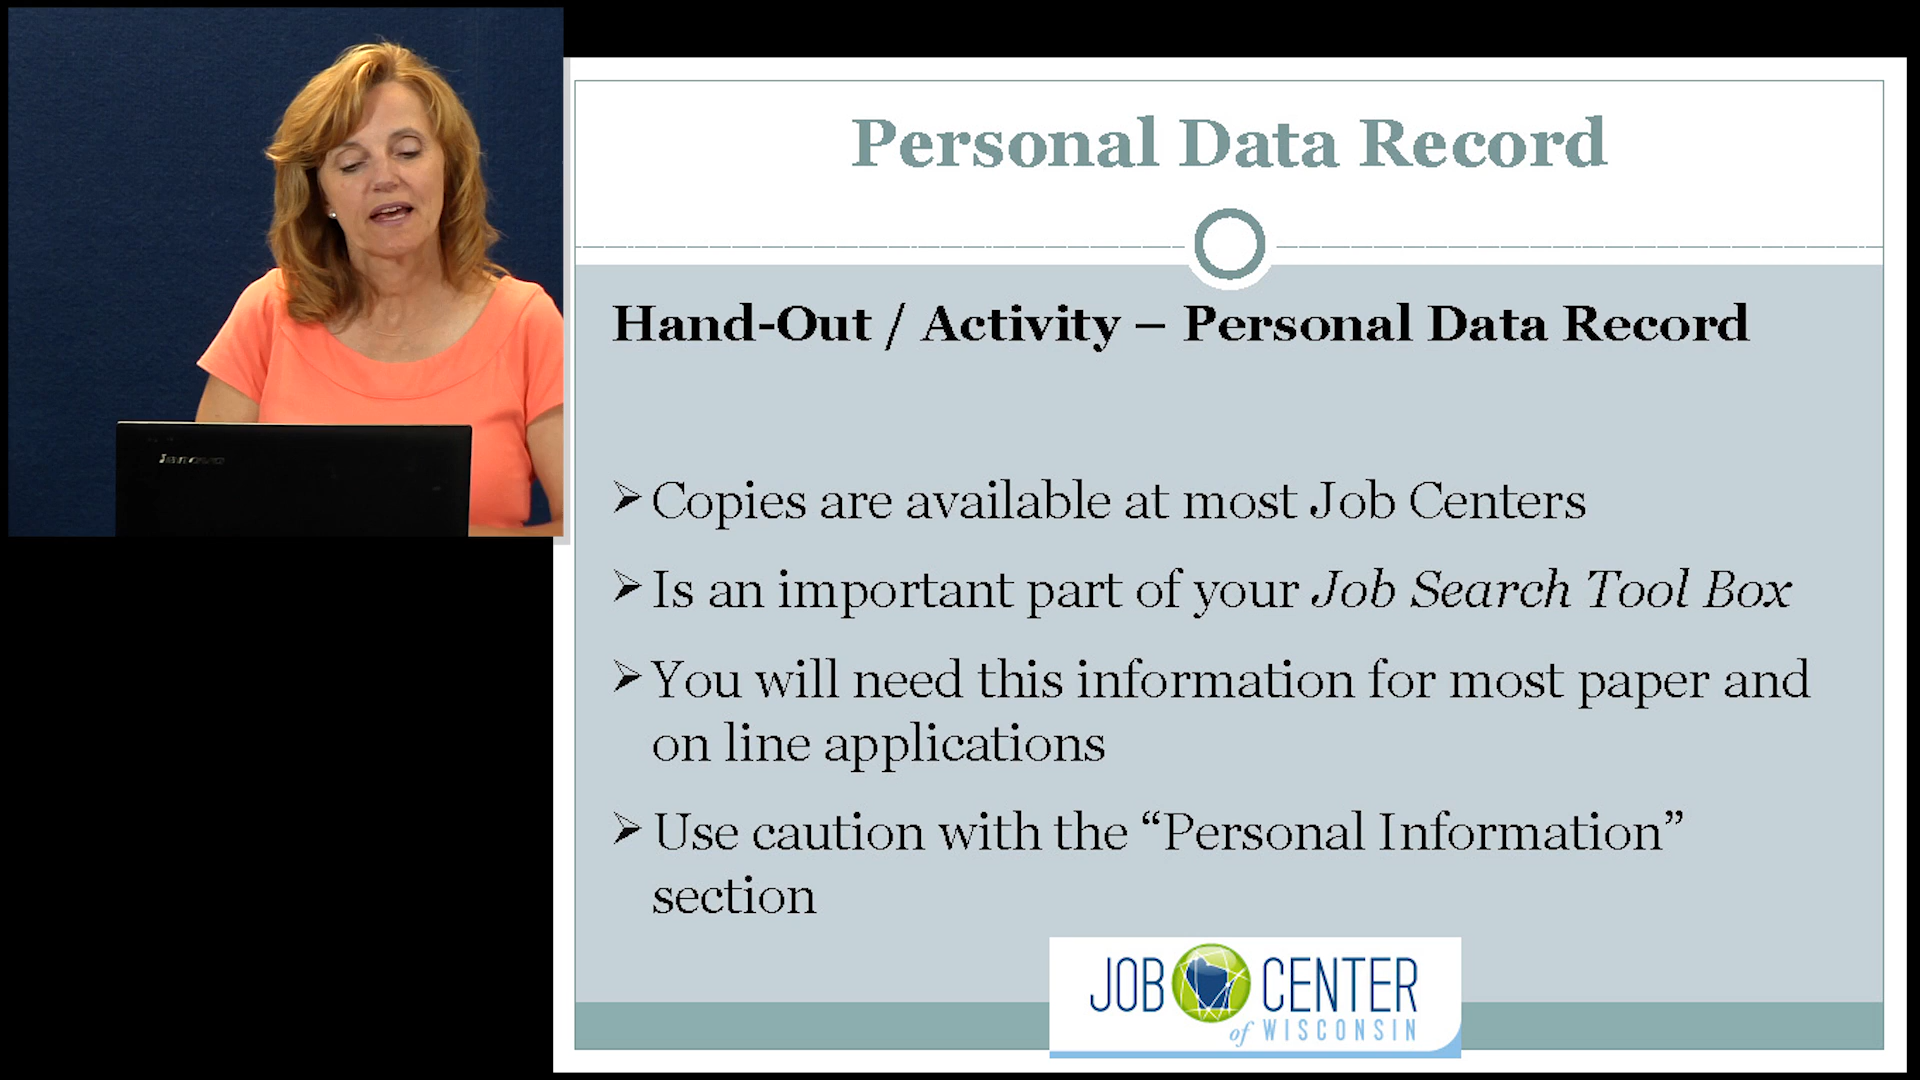 Personal Data Record
Hand-Out / Activity – Personal Data Record
➢ Copies are available at most Job Centers
➢ Is an important part of your Job Search Tool Box
➢ You will need this information for most paper and
on line applications
➢ Use caution with the “Personal Information”
section
JOB CENTER
of WISCONSIN
lenovo